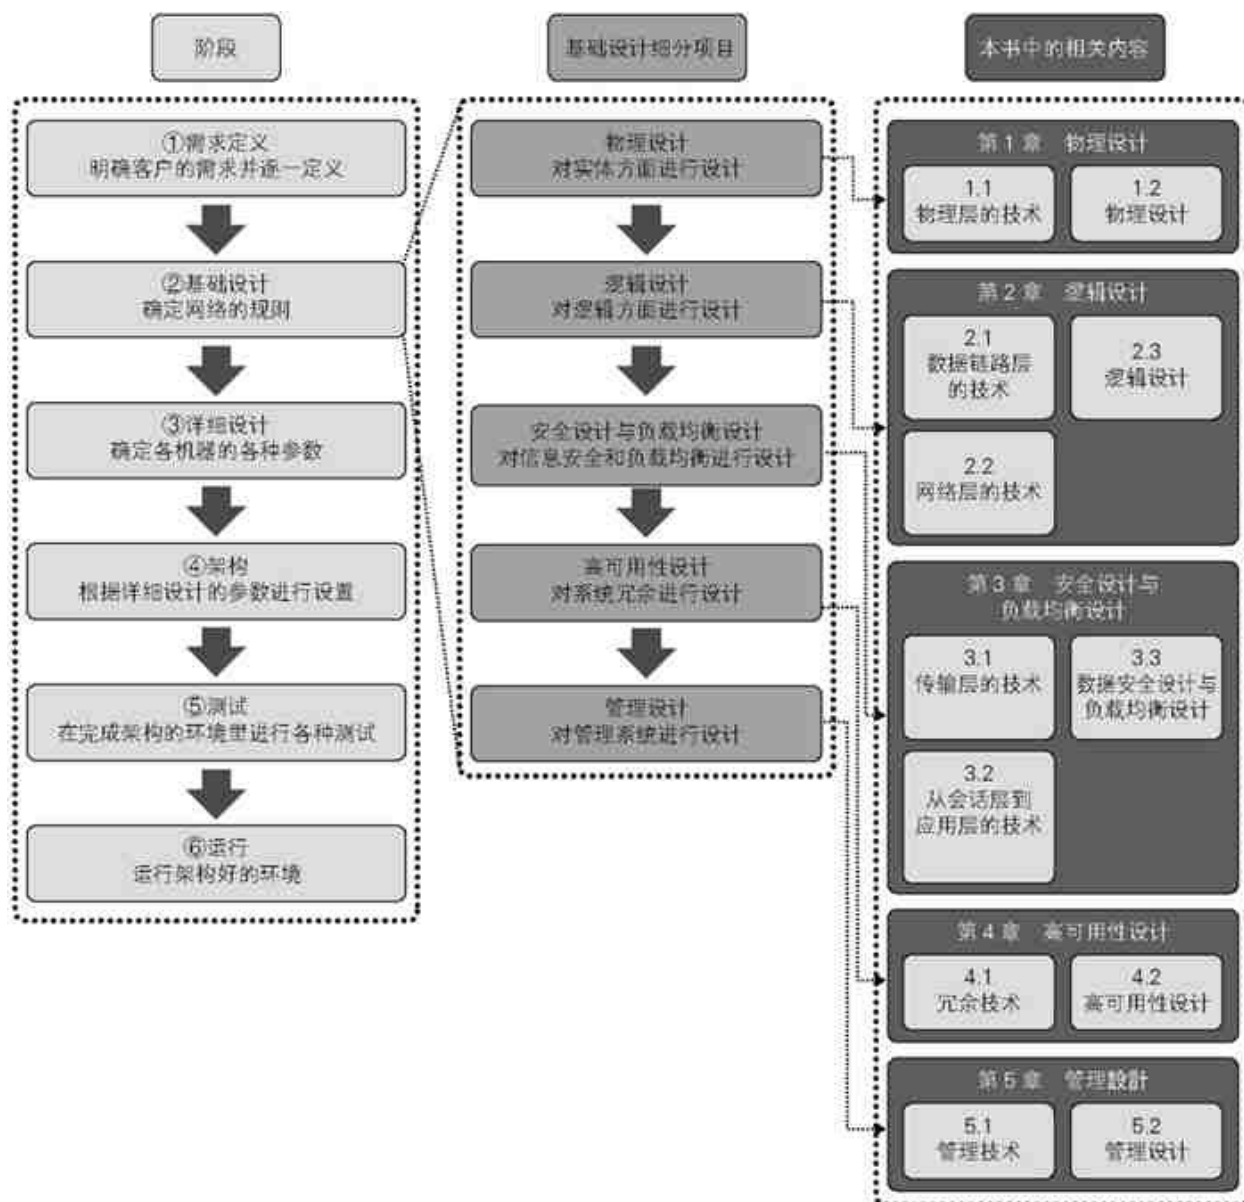 阶段
①需求定义
明确客户的需求并逐一定义
②基础设计
确定网络的规则
③详细设计
确定各机器的各种参数
④架构
根据详细设计的参数进行设置
⑤测试
在完成架构的环境里进行各种测试
⑥运行
运行架构好的环境
基础设计细分项目
物理设计
对实体方面进行设计
逻辑设计
对逻辑方面进行设计
安全设计与负载均衡设计
对信息安全和负载均衡进行设计
高可用性设计
对系统冗余进行设计
管理设计
对管理系统进行设计
本书中的相关内容
第1章 物理设计
1.1
物理层的技术
1.2
物理设计
第2章 逻辑设计
2.1
数据链路层
的技术
2.3
逻辑设计
2.2
网络层的技术
第3章 安全设计与
负载均衡设计
3.1
传输层的技术
3.3
数据安全设计与
负载均衡设计
3.2
从会话层到
应用层的技术
第4章 高可用性设计
4.1
冗余技术
4.2
高可用性设计
第5章 管理設計
5.1
管理技术
5.2
管理设计